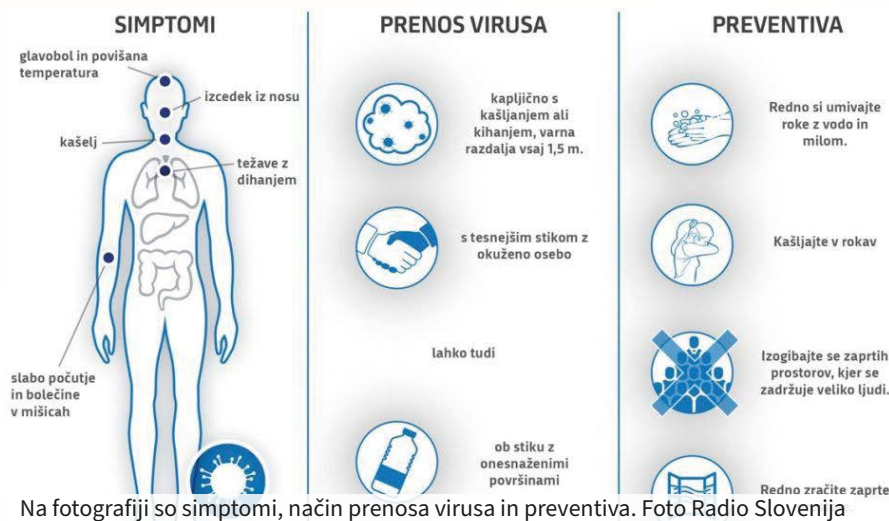 SIMPTOMI
glavobol in povišana
temperatura
izcedek iz nosu
kašelj
težave z
dihanjem
slabo počutje
in bolečine
v mišicah
PRENOS VIRUSA
kapljično s
kašljanjem ali
kihanjem, varna
razdalja vsaj 1,5 m.
s tesnejšim stikom z
okuženo osebo
lahko tudi
ob stiku z
onesnaženimi
površinami
PREVENTIVA
Redno si umivajte
roke z vodo in
milom.
Kašljajte v rokav
Izogibajte se zaprtih
prostorov, kjer se
zadržuje veliko ljudi.
Redno zračite zaprte
Na fotografiji so simptomi, način prenosa virusa in preventiva. Foto Radio Slovenija